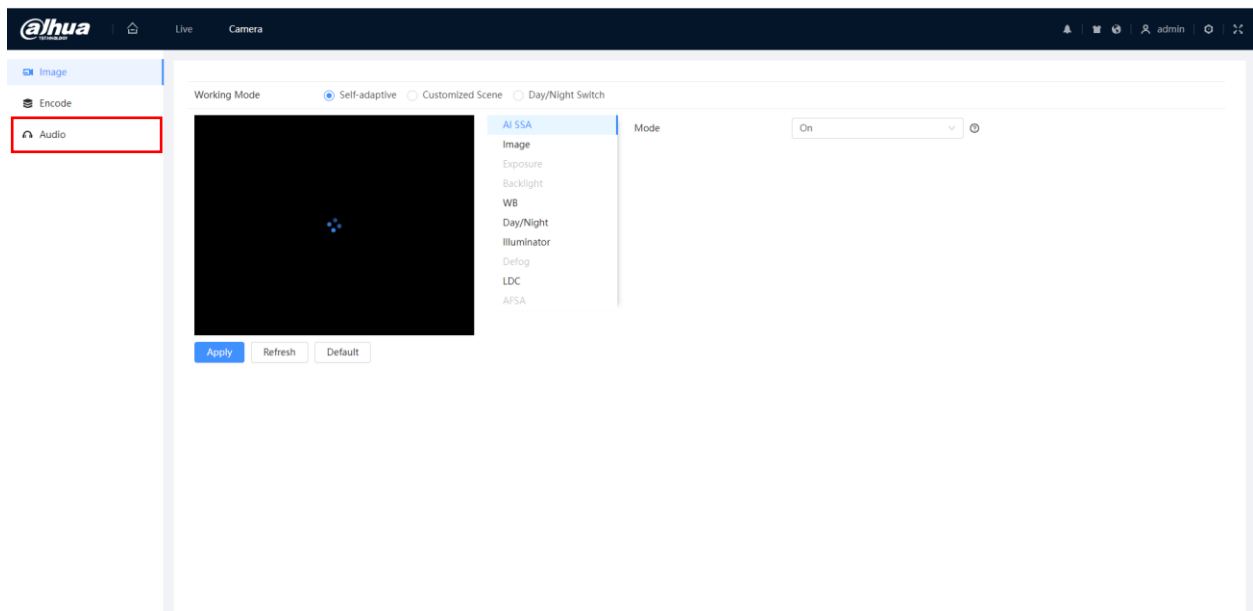 alhua
TECHNOLOGY
Live Camera
admin
Image
Encode
Audio
Working Mode Self-adaptive Customized Scene Day/Night Switch
AI SSA
Image
Exposure
Backlight
WB
Day/Night
Illuminator
Defog
LDC
AFSA
Mode On
Apply Refresh Default